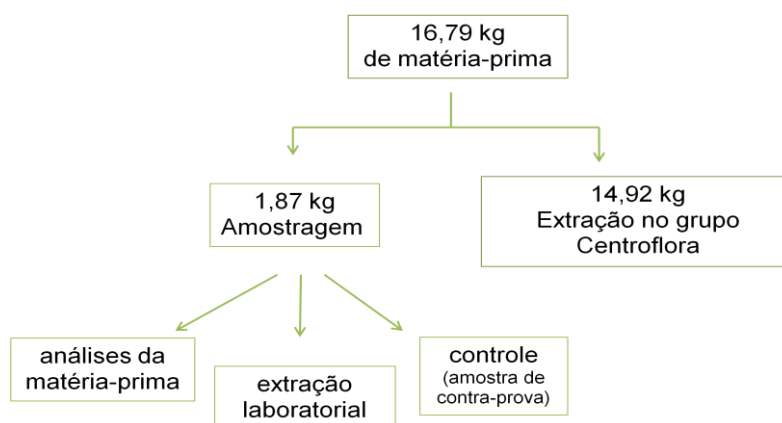 16,79 kg
de matéria-prima
1,87 kg
Amostragem
14,92 kg
Extração no grupo
Centroflora
análises da
matéria-prima
extração
laboratorial
controle
(amostra de
contra-prova)